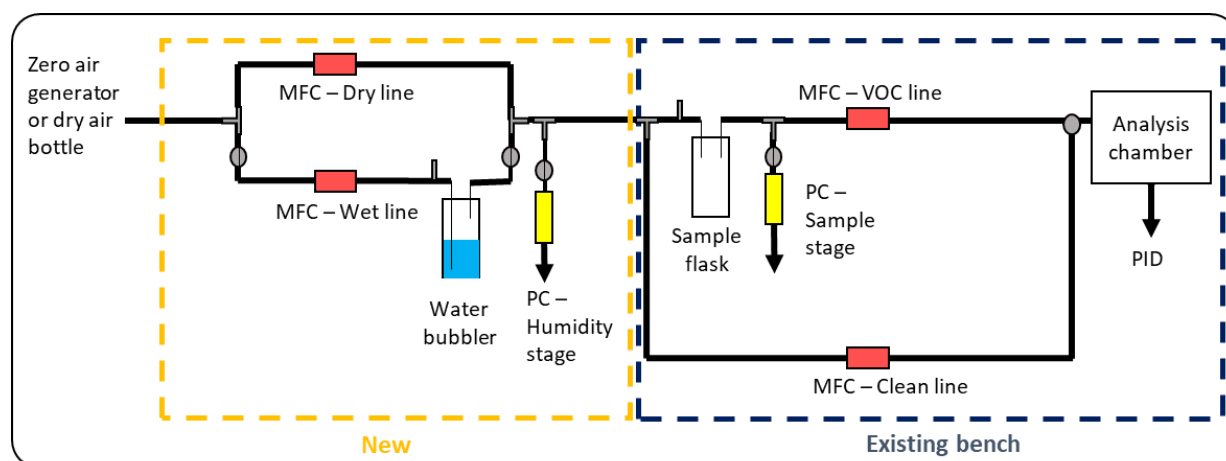 Zero air
generator
or dry air
bottle
MFC – Dry line
MFC – Wet line
Water
bubbler
PC –
Humidity
stage
New
MFC – VOC line
Sample
flask
PC –
Sample
stage
MFC – Clean line
Analysis
chamber
PID
Existing bench